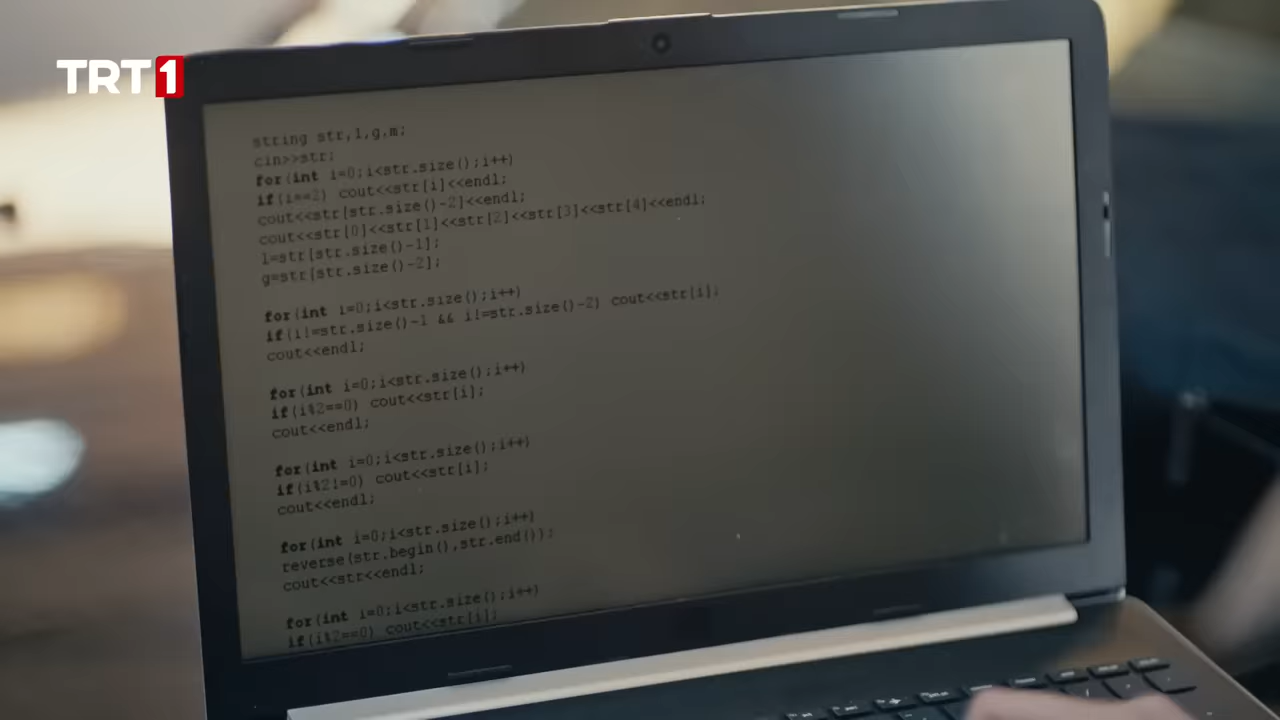 TRT1
string str,l,g,m;
cin>>str;
for(int i=0;i<str.size();i++)
if(i==2) cout<<str[i]<<endl;
cout<<str[str.size()-2]<<endl;
cout<<str[0]<<str[1]<<str[2]<<str[3]<<str[4]<<endl;
l=str[str.size()-1];
g=str[str.size()-2];
for(int i=0;i<str.size();i++)
if(i!=str.size()-1 && i!=str.size()-2) cout<<str[i];
cout<<endl;
for(int i=0;i<str.size();i++)
if(i%2==0) cout<<str[i];
cout<<endl;
for(int i=0;i<str.size();i++)
if(i%2!=0) cout<<str[i];
cout<<endl;
for(int i=0;i<str.size();i++)
reverse(str.begin(),str.end());
cout<<str<<endl;
for(int i=0;i<str.size();i++)
if(i%2==0) cout<<str[i];